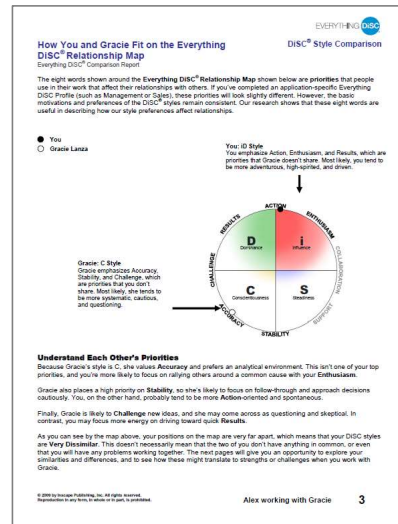 EVERYTHING DiSC
How You and Gracie Fit on the Everything
DiSC® Relationship Map
DiSC® Style Comparison
Everything DiSC® Comparison Report
The eight words shown around the Everything DiSC® Relationship Map shown below are priorities that people
use in their work that affect their relationships with others. If you've completed an application-specific Everything
DiSC Profile (such as Management or Sales), these priorities will look slightly different. However, the basic
motivations and preferences of the DiSC® styles remain consistent. Our research shows that these eight words are
useful in describing how our style preferences affect relationships.
You
Gracie Lanza
You: iD Style
You emphasize Action, Enthusiasm, and Results, which are
priorities that Gracie doesn't share. Most likely, you tend to
be more adventurous, high-spirited, and driven.
ACTION
RESULTS
ENTHUSIASM
D
Dominance
i
Influence
CHALLENGE
COLLABORATION
Gracie: C Style
Gracie emphasizes Accuracy,
Stability, and Challenge, which
are priorities that you don't
share. Most likely, she tends to
be more systematic, cautious,
and questioning.
C
Conscientiousness
S
Steadiness
ACCURACY
SUPPORT
STABILITY
Understand Each Other's Priorities
Because Gracie's style is C, she values Accuracy and prefers an analytical environment. This isn't one of your top
priorities, and you're more likely to focus on rallying others around a common cause with your Enthusiasm.
Gracie also places a high priority on Stability, so she's likely to focus on follow-through and approach decisions
cautiously. You, on the other hand, probably tend to be more Action-oriented and spontaneous.
Finally, Gracie is likely to Challenge new ideas, and she may come across as questioning and skeptical. In
contrast, you may focus more energy on driving toward quick Results.
As you can see by the map above, your positions on the map are very far apart, which means that your DiSC styles
are Very Dissimilar. This doesn't necessarily mean that the two of you don't have anything in common, or even
that you will have any problems working together. The next pages will give you an opportunity to explore your
similarities and differences, and to see how these might translate to strengths or challenges when you work with
Gracie.
© 2009 by Inscape Publishing, Inc. All rights reserved.
Reproduction in any form, in whole or in part, is prohibited.
Alex working with Gracie 3